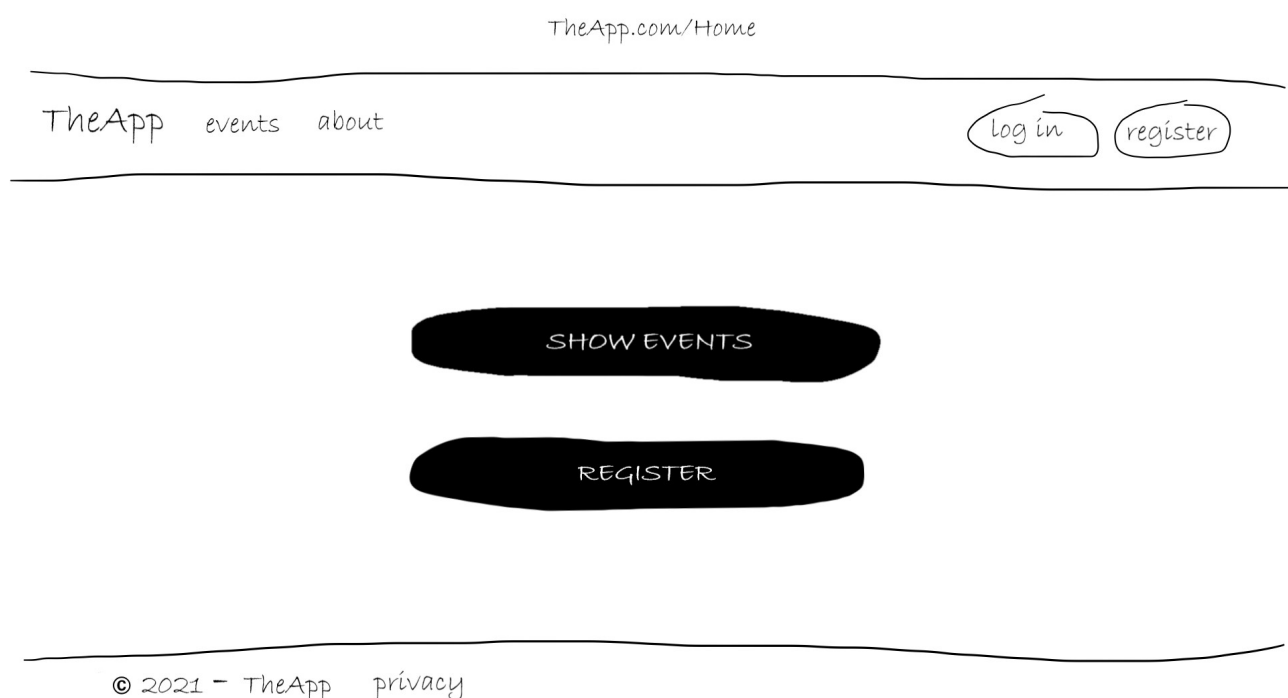 TheApp.com/Home
TheApp events about log in register
SHOW EVENTS
REGISTER
© 2021 - TheApp privacy